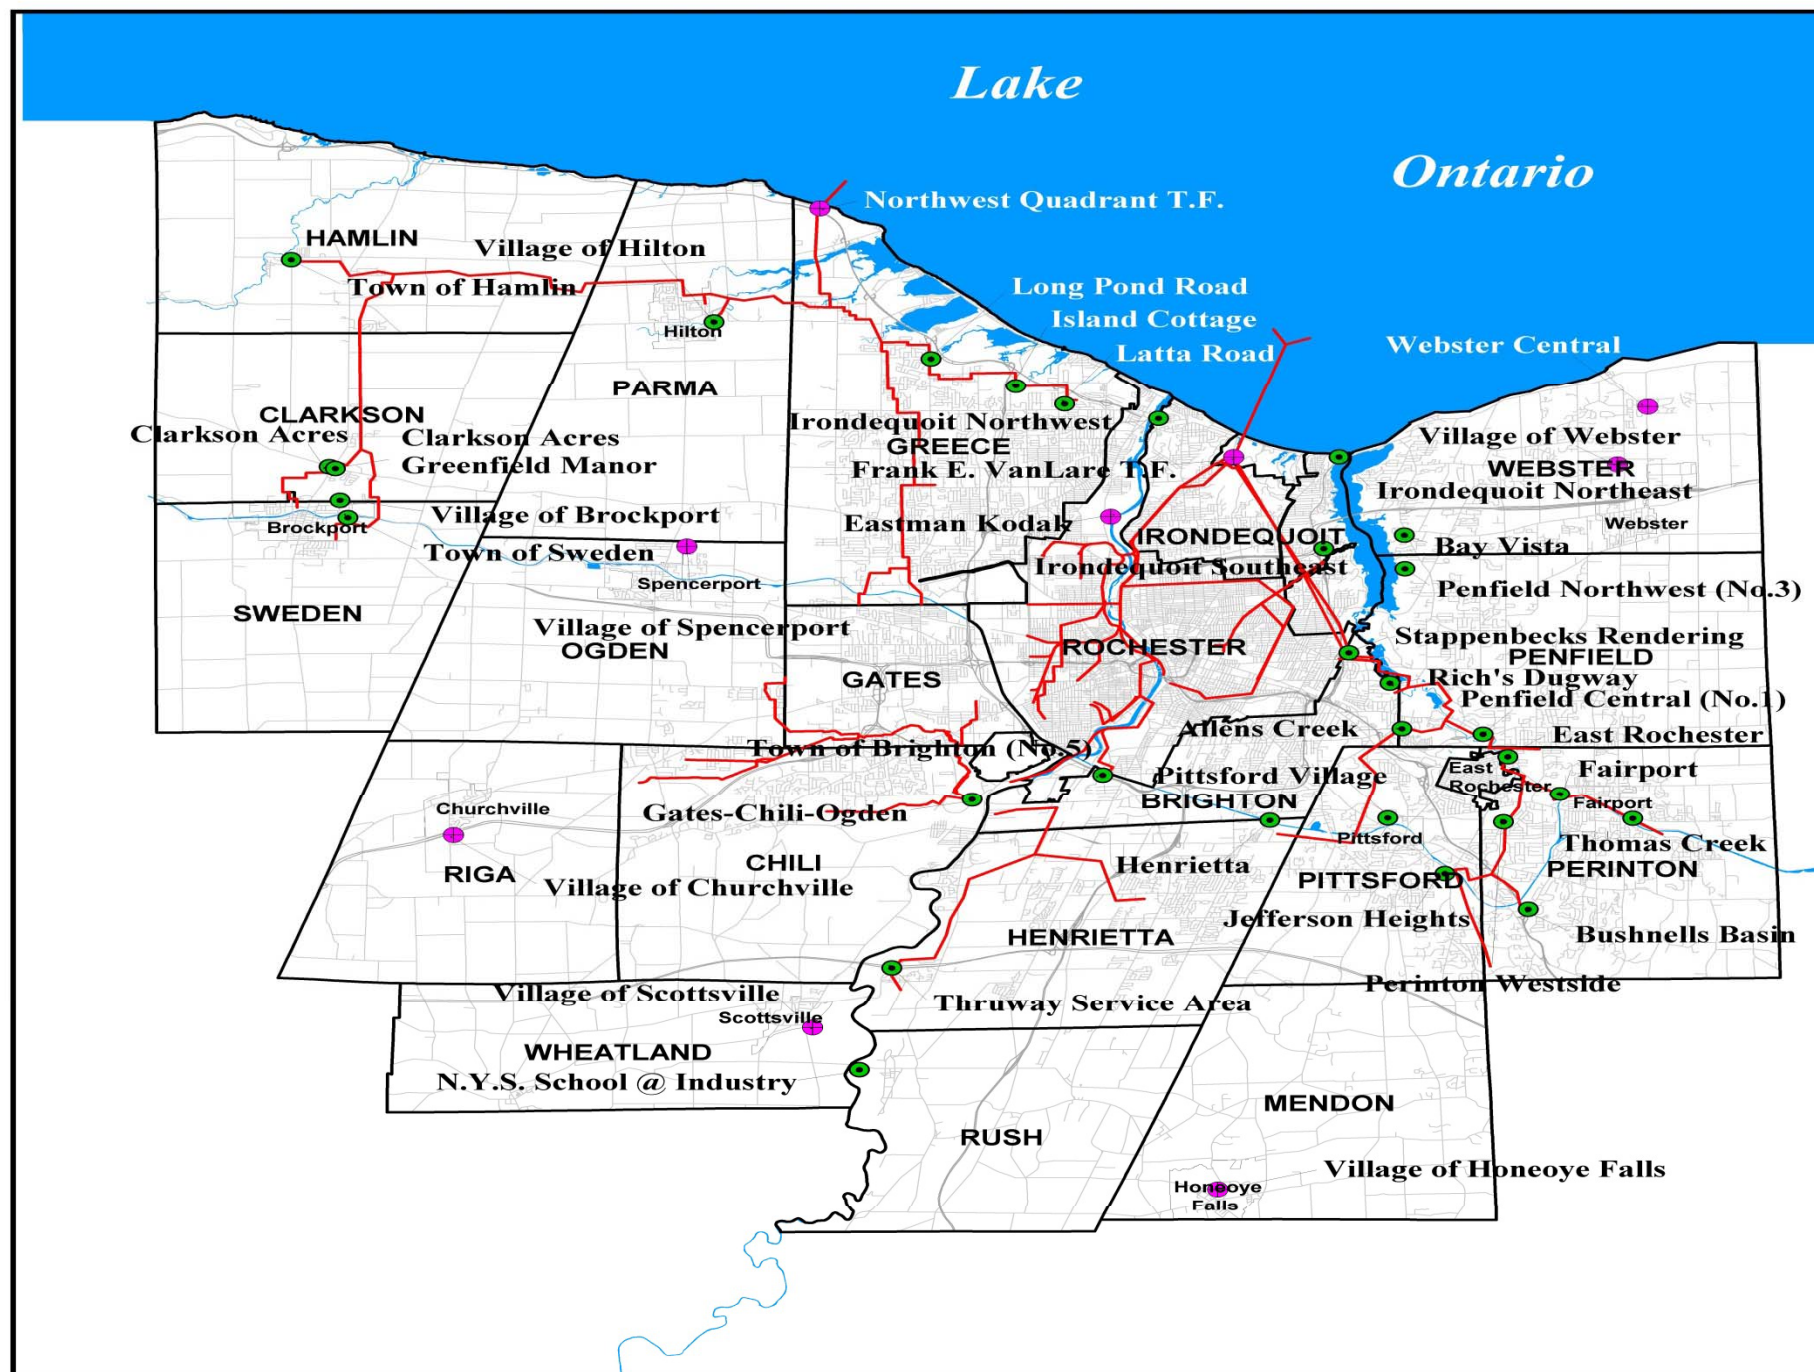 Lake
Ontario
Northwest Quadrant T.F.
HAMLIN
Village of Hilton
Town of Hamlin
Long Pond Road
Island Cottage
Latta Road
Webster Central
Hilton
PARMA
CLARKSON
Clarkson Acres
Clarkson Acres
Greenfield Manor
Irondequoit Northwest
GREECE
Frank E. VanLare T.F.
Village of Webster
WEBSTER
Irondequoit Northeast
Webster
Brockport
Village of Brockport
Eastman Kodak
IRONDEQUOIT
Bay Vista
Town of Sweden
Spencerport
Irondequoit Southeast
Penfield Northwest (No.3)
SWEDEN
Village of Spencerport
OGDEN
ROCHESTER
Stappenbecks Rendering
PENFIELD
GATES
Rich's Dugway
Penfield Central (No.1)
Allens Creek
East Rochester
Town of Brighton (No.5)
Pittsford Village
East
Rochester
Fairport
Fairport
Churchville
Gates-Chili-Ogden
BRIGHTON
Pittsford
Thomas Creek
PERINTON
RIGA
CHILI
Village of Churchville
Henrietta
PITTSFORD
Jefferson Heights
HENRIETTA
Bushnells Basin
Village of Scottsville
Scottsville
Thruway Service Area
Perinton Westside
WHEATLAND
N.Y.S. School @ Industry
MENDON
RUSH
Village of Honeoye Falls
Honeoye
Falls